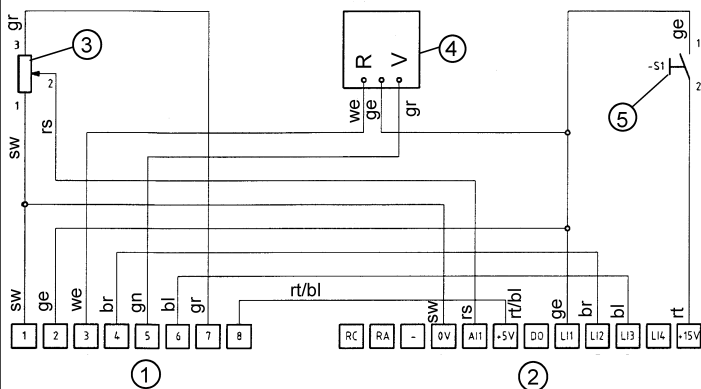 gr
3
3
2
1
sw
rs
R V
4
we
ge
gr
ge
1
-S1
2
5
sw
ge
we
br
gn
bl
gr
rt/bl
sw
rs
rt/bl
ge
br
bl
rt
1 2 3 4 5 6 7 8
RC RA - 0V AI1 +5V DO LI1 LI2 LI3 LI4 +15V
1
2